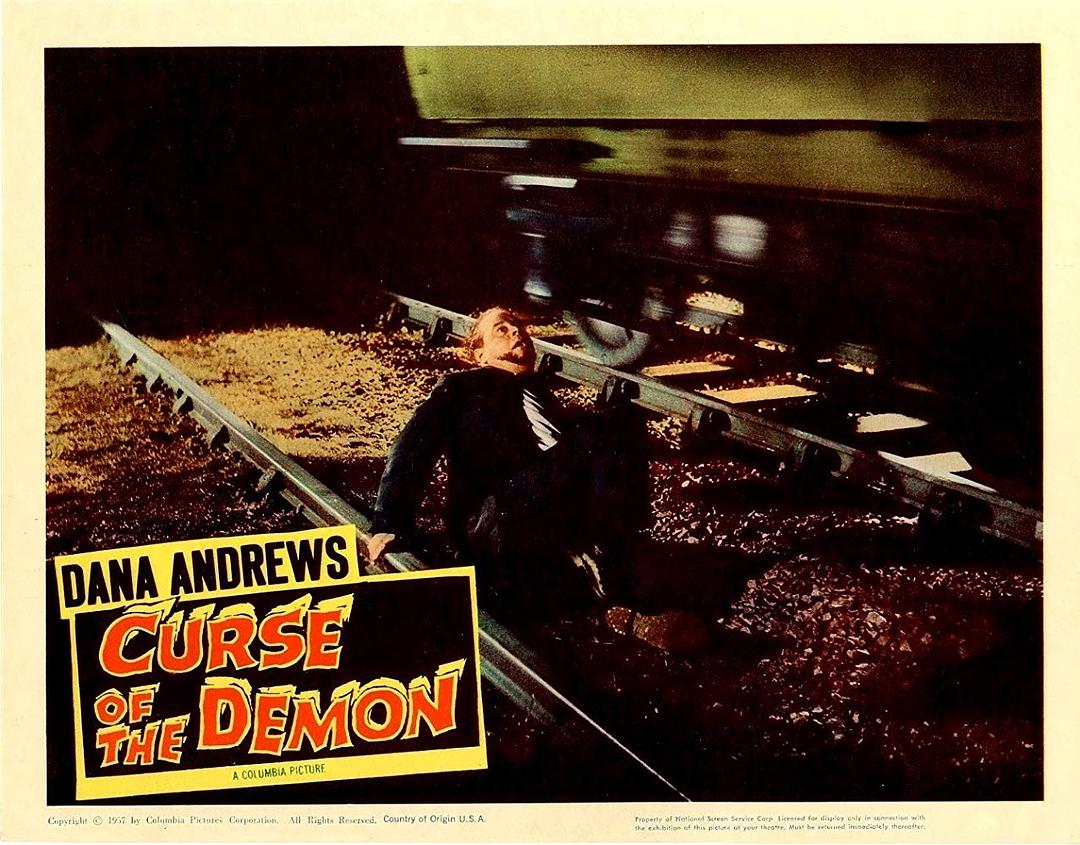 DANA ANDREWS
CURSE
OF
THE DEMON
A COLUMBIA PICTURE
Copyright © 1957 by Columbia Pictures Corporation. All Rights Reserved. Country of Origin U.S.A.
Property of National Screen Service Corp. Licensed for display only in connection with
the exhibition of this picture at your theatre. Must be returned immediately thereafter.